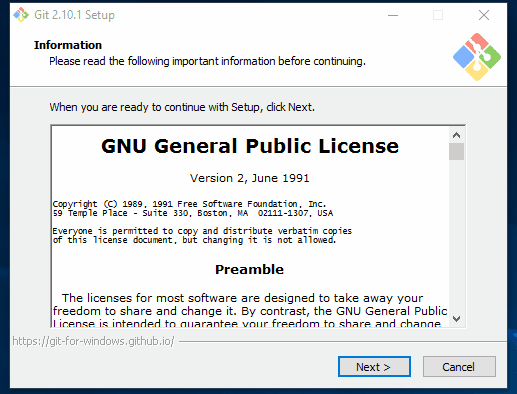 Git 2.10.1 Setup
Information
Please read the following important information before continuing.
When you are ready to continue with Setup, click Next.
GNU General Public License
Version 2, June 1991
Copyright (C) 1989, 1991 Free Software Foundation, Inc.
59 Temple Place - Suite 330, Boston, MA  02111-1307, USA
Everyone is permitted to copy and distribute verbatim copies
of this license document, but changing it is not allowed.
Preamble
The licenses for most software are designed to take away your
freedom to share and change it. By contrast, the GNU General Public
License is intended to guarantee your freedom to share and change
https://git-for-windows.github.io/
Next >
Cancel